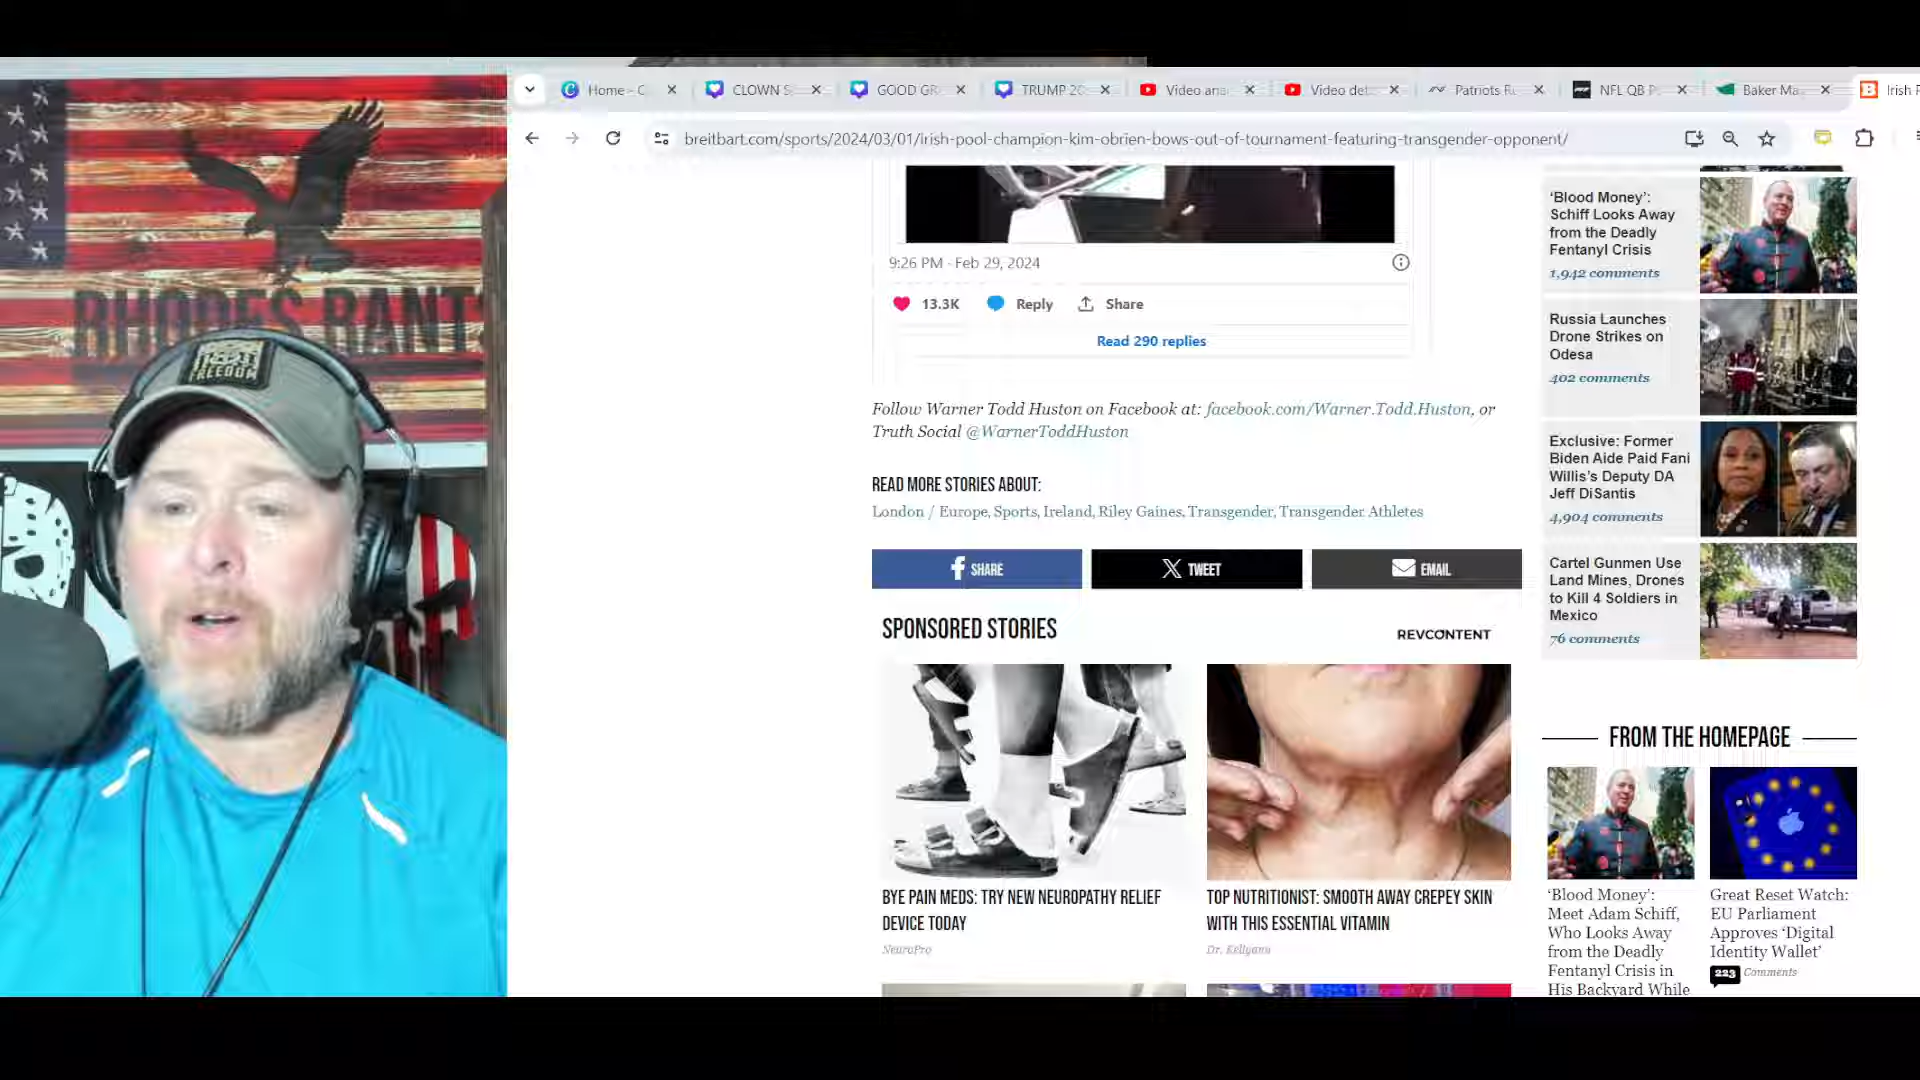 RHODES RANT
FREEDOM
Home - C
CLOWN S
GOOD GR
TRUMP 20
Video ana
Video det
Patriots R
NFL QB P
Baker Ma
Irish P
breitbart.com/sports/2024/03/01/irish-pool-champion-kim-obrien-bows-out-of-tournament-featuring-transgender-opponent/
9:26 PM · Feb 29, 2024
13.3K
Reply
Share
Read 290 replies
Follow Warner Todd Huston on Facebook at: facebook.com/Warner.Todd.Huston, or
Truth Social @WarnerToddHuston
READ MORE STORIES ABOUT:
London / Europe, Sports, Ireland, Riley Gaines, Transgender, Transgender Athletes
SHARE
TWEET
EMAIL
SPONSORED STORIES
REVCONTENT
BYE PAIN MEDS: TRY NEW NEUROPATHY RELIEF
DEVICE TODAY
NeuroPro
TOP NUTRITIONIST: SMOOTH AWAY CREPEY SKIN
WITH THIS ESSENTIAL VITAMIN
Dr. Kellyann
‘Blood Money’:
Schiff Looks Away
from the Deadly
Fentanyl Crisis
1,942 comments
Russia Launches
Drone Strikes on
Odesa
402 comments
Exclusive: Former
Biden Aide Paid Fani
Willis’s Deputy DA
Jeff DiSantis
4,904 comments
Cartel Gunmen Use
Land Mines, Drones
to Kill 4 Soldiers in
Mexico
76 comments
FROM THE HOMEPAGE
‘Blood Money’:
Meet Adam Schiff,
Who Looks Away
from the Deadly
Fentanyl Crisis in
His Backyard While
Great Reset Watch:
EU Parliament
Approves ‘Digital
Identity Wallet’
223 Comments